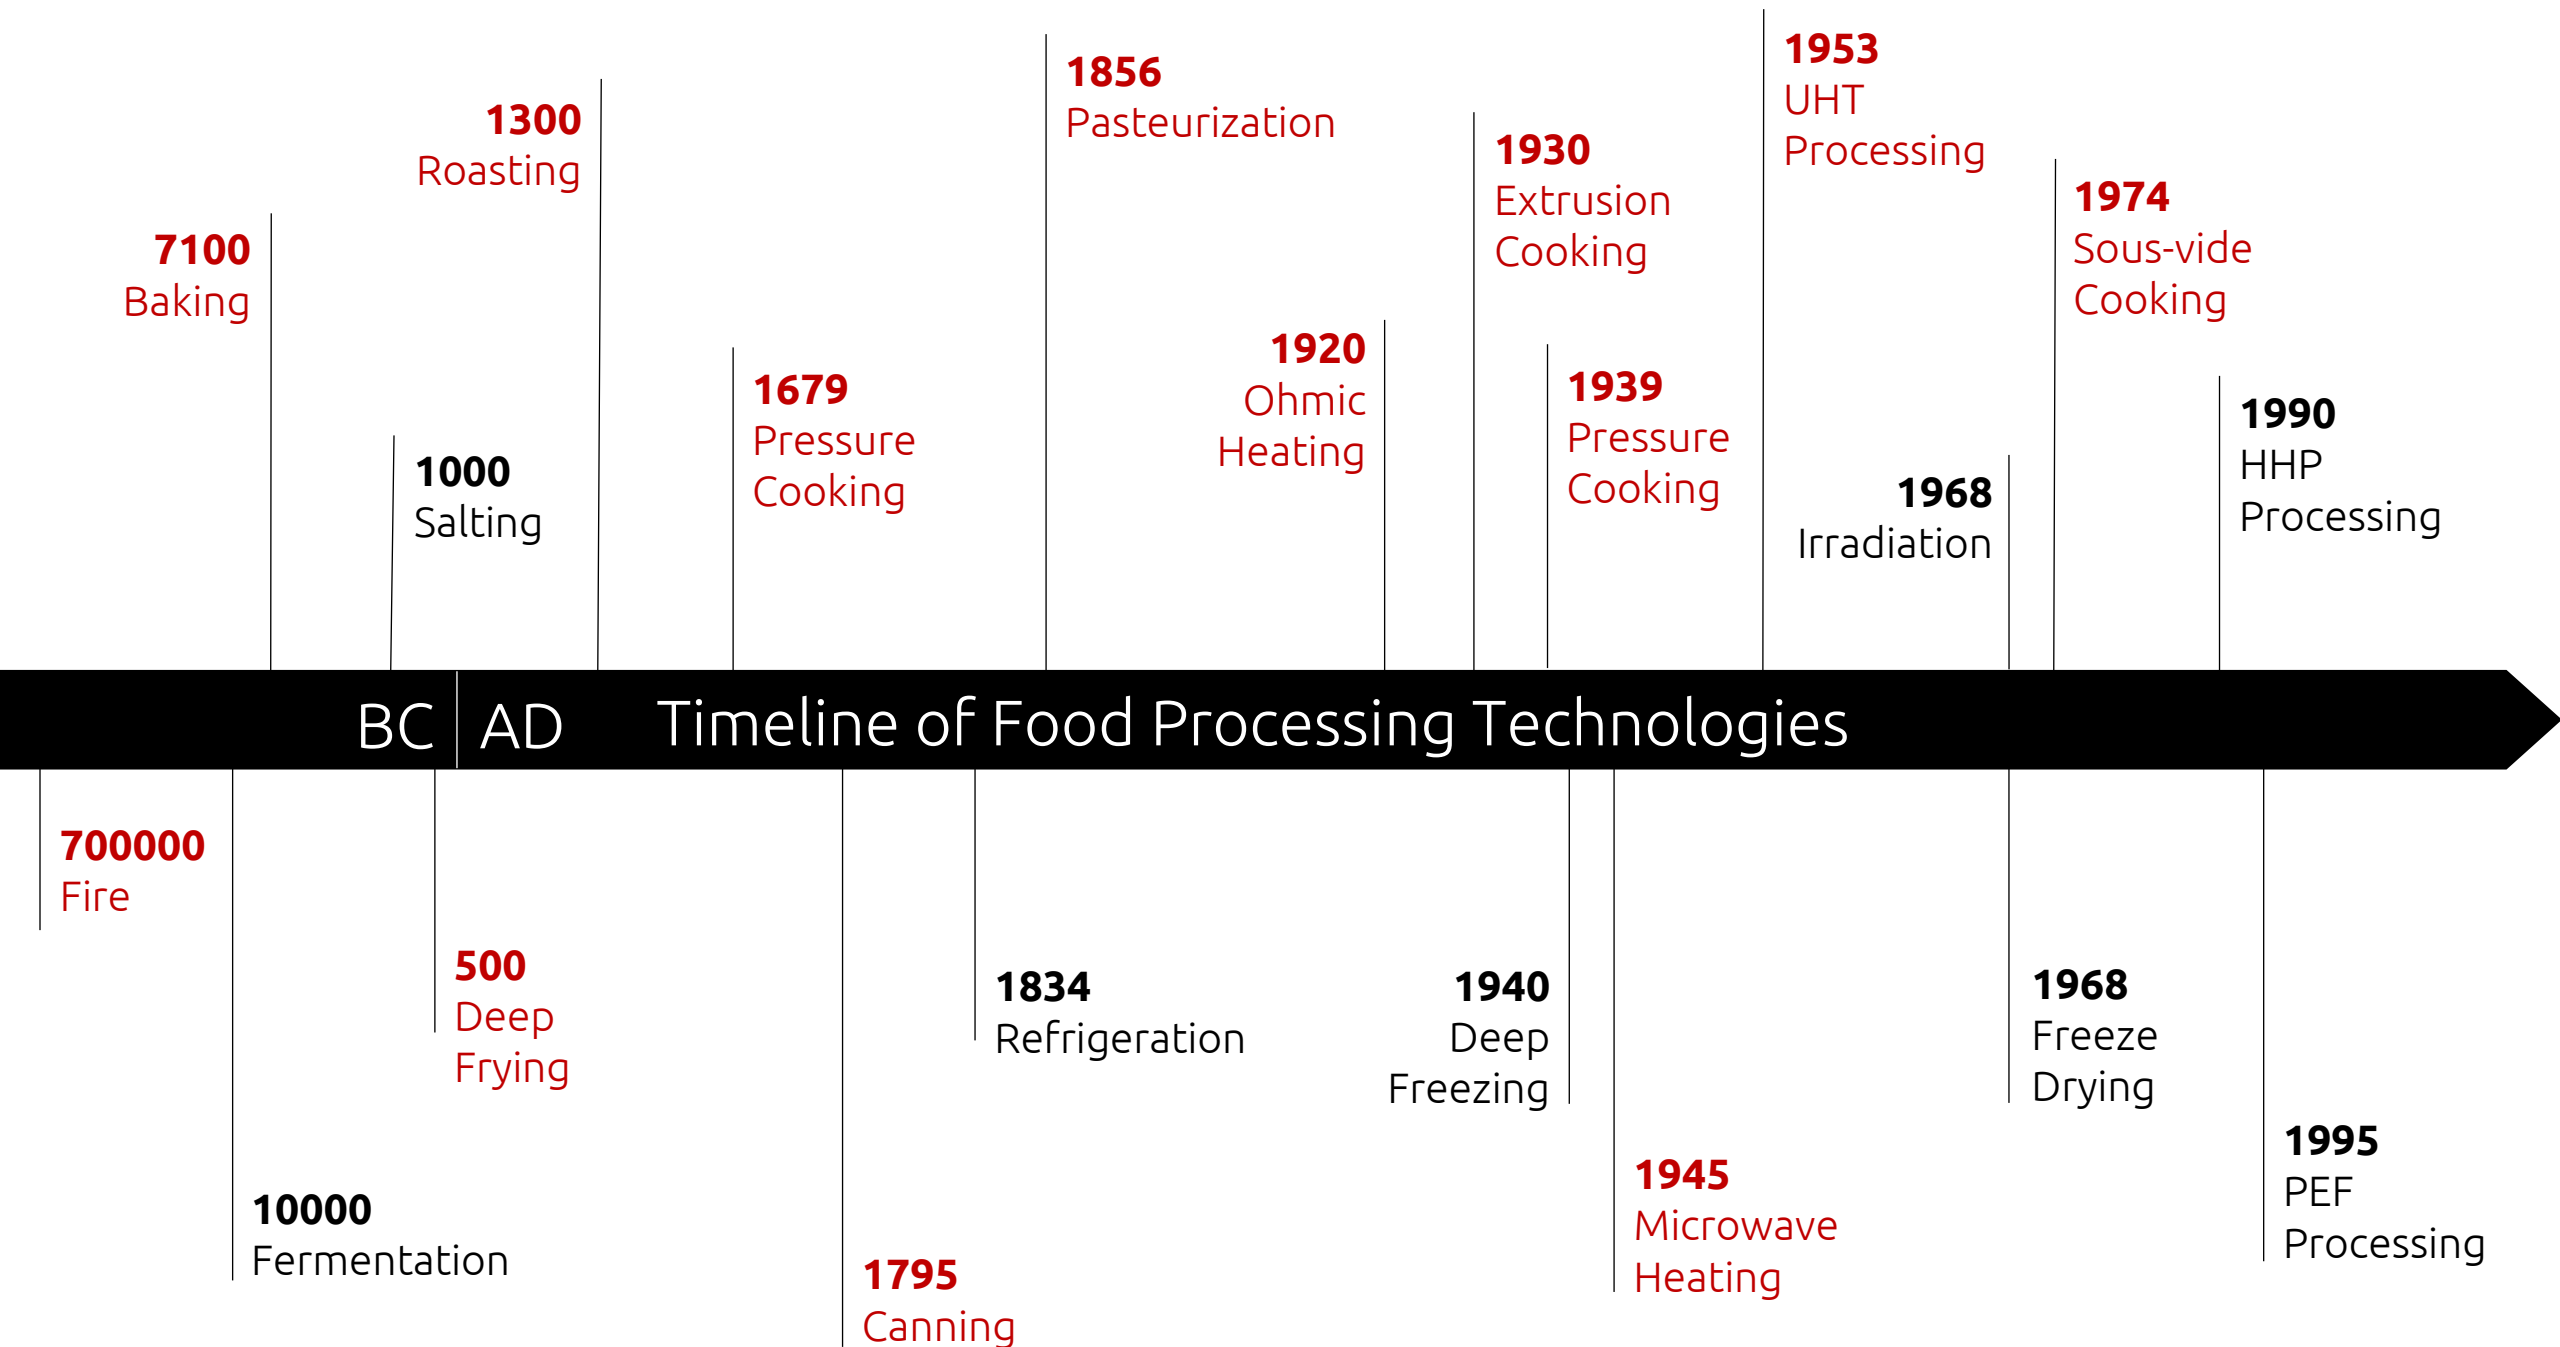 1953
UHT
Processing
1856
Pasteurization
1300
Roasting
1930
Extrusion
Cooking
1974
Sous-vide
Cooking
7100
Baking
1920
Ohmic
Heating
1679
Pressure
Cooking
1939
Pressure
Cooking
1990
HHP
Processing
1000
Salting
1968
Irradiation
BC AD Timeline of Food Processing Technologies
700000
Fire
500
Deep
Frying
1834
Refrigeration
1940
Deep
Freezing
1968
Freeze
Drying
1995
PEF
Processing
1945
Microwave
Heating
10000
Fermentation
1795
Canning